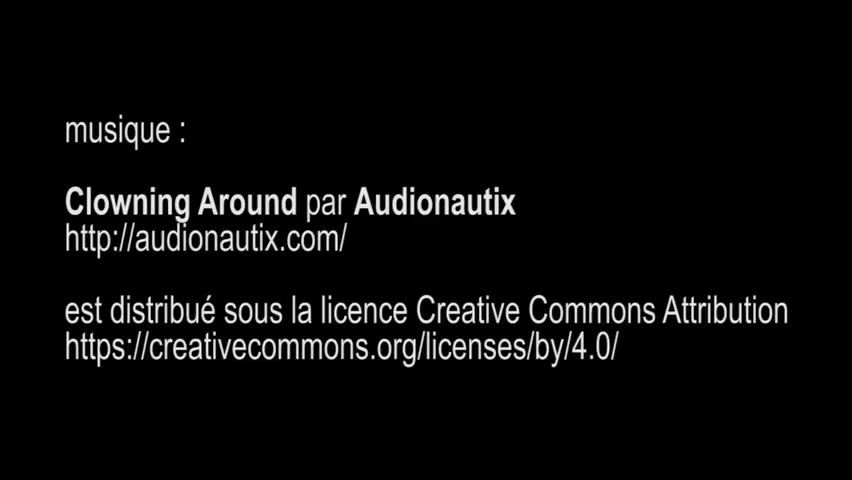 musique :
Clowning Around par Audionautix
http://audionautix.com/
est distribué sous la licence Creative Commons Attribution
https://creativecommons.org/licenses/by/4.0/